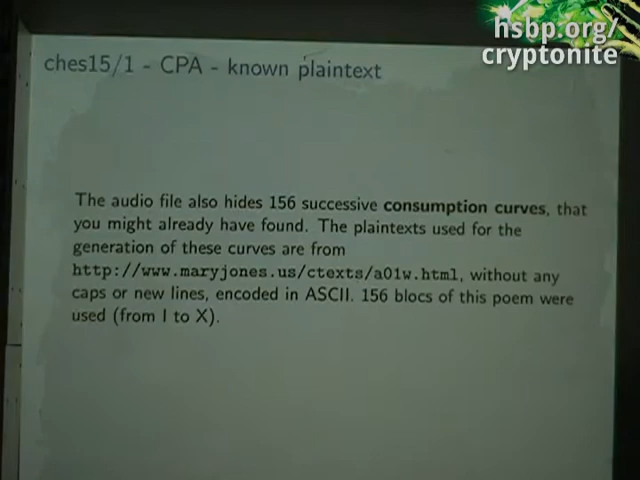 hsbp.org/
cryptonite
ches15/1 - CPA - known plaintext
The audio file also hides 156 successive consumption curves, that
you might already have found. The plaintexts used for the
generation of these curves are from
http://www.maryjones.us/ctexts/a01w.html, without any
caps or new lines, encoded in ASCII. 156 blocs of this poem were
used (from I to X).